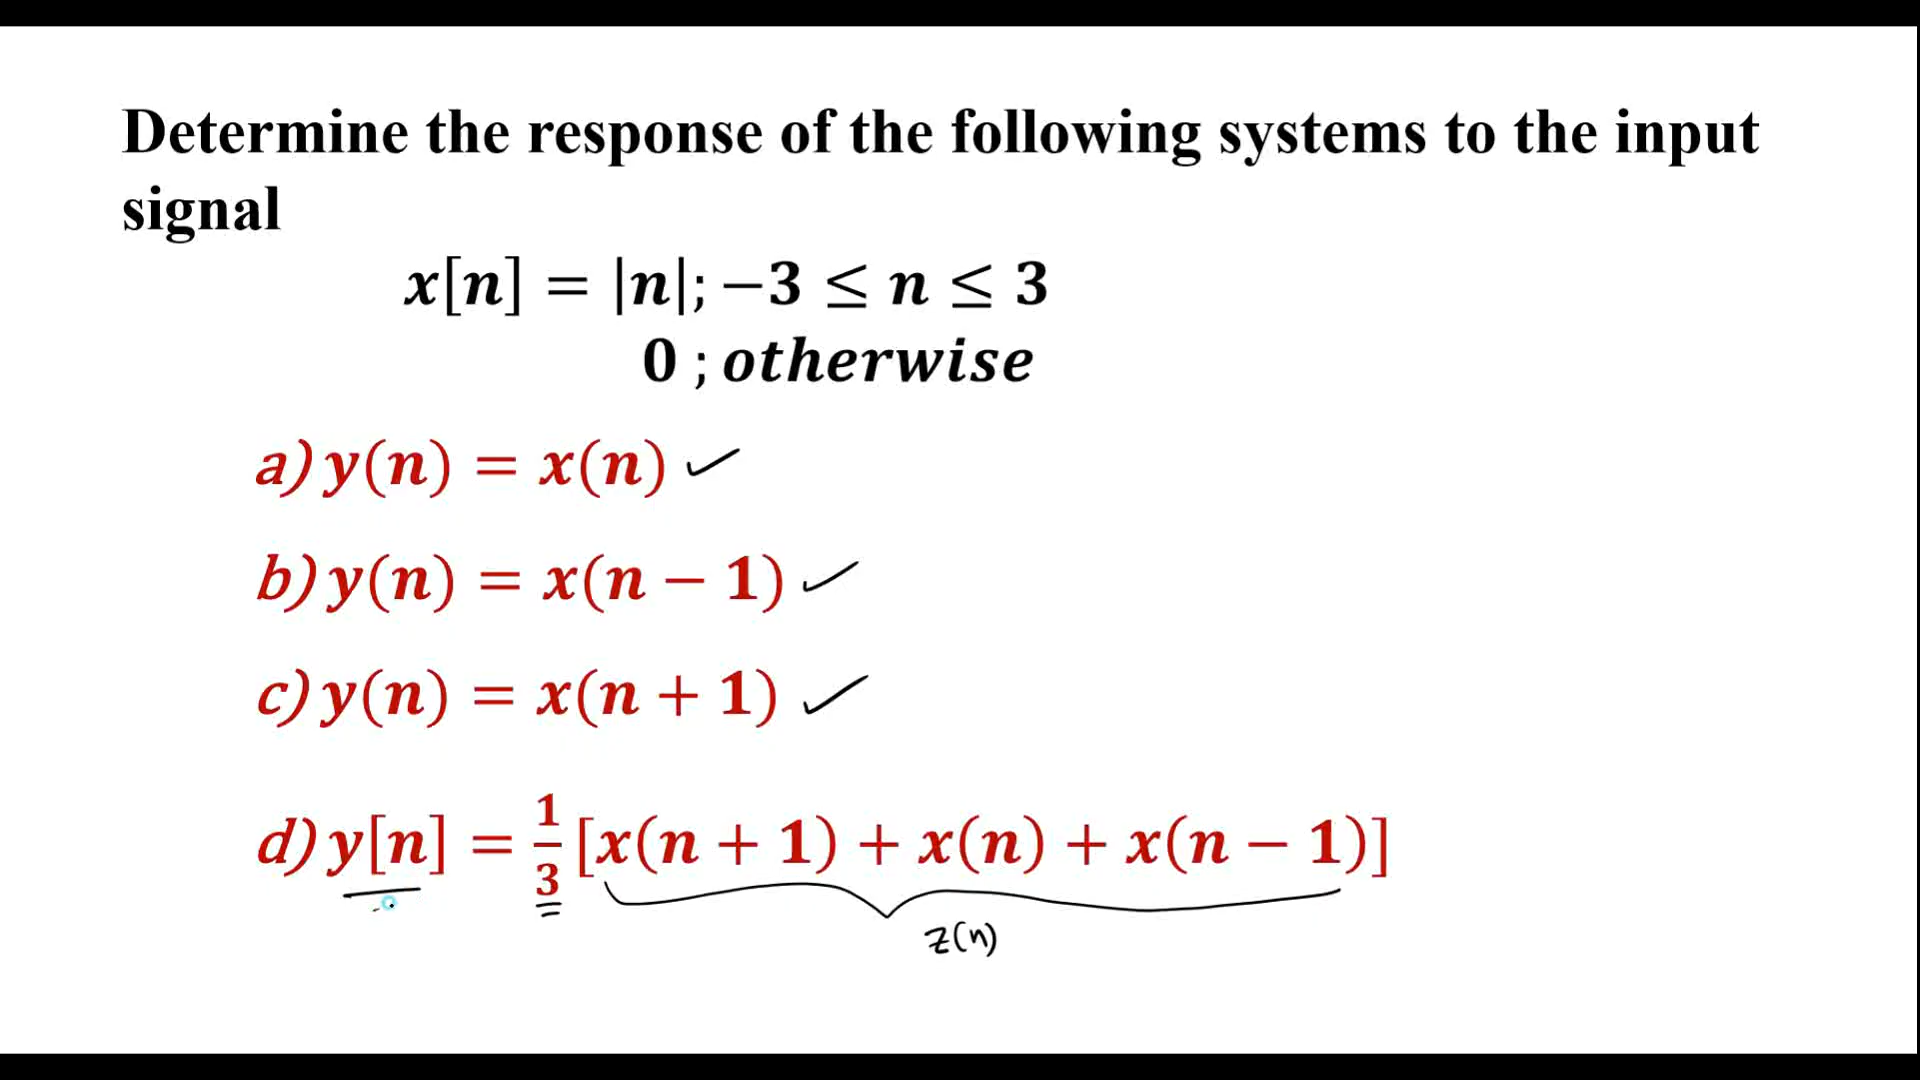 Determine the response of the following systems to the input
signal
x[n] = |n|; −3 ≤ n ≤ 3
0 ; otherwise
a) y(n) = x(n)
b) y(n) = x(n − 1)
c) y(n) = x(n + 1)
d) y[n] = 1/3 [x(n + 1) + x(n) + x(n − 1)]
z(n)